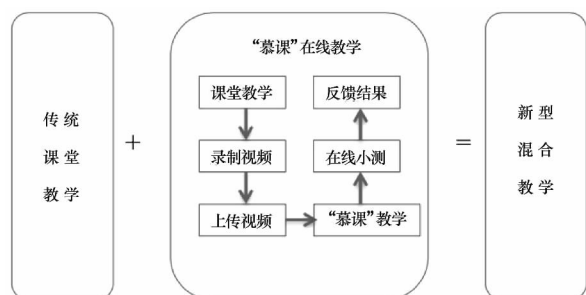 传统
课堂
教学
+
“慕课”在线教学
课堂教学
录制视频
上传视频
“慕课”教学
在线小测
反馈结果
=
新型
混合
教学